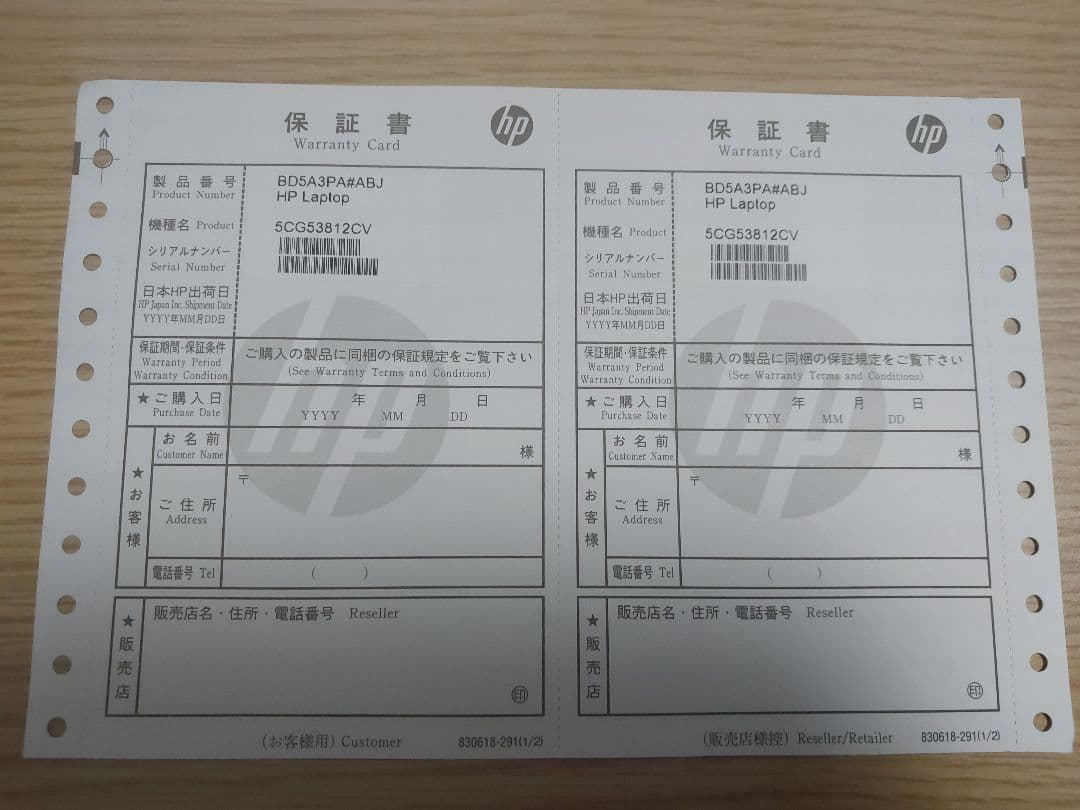 保証書
Warranty Card
hp
製品番号
Product Number
BD5A3PA#ABJ
HP Laptop
機種名 Product
5CG53812CV
シリアルナンバー
Serial Number
日本HP出荷日
HP Japan Inc. Shipment Date
YYYY年MM月DD日
保証期間・保証条件
Warranty Period
Warranty Condition
ご購入の製品に同梱の保証規定をご覧下さい
(See Warranty Terms and Conditions)
★ご購入日
Purchase Date
年 月 日
YYYY MM DD
★お客様
お名前
Customer Name
様
ご住所
Address
〒
電話番号 Tel
( )
★販売店
販売店名・住所・電話番号 Reseller
印
(お客様用) Customer
830618-291(1/2)
保証書
Warranty Card
hp
製品番号
Product Number
BD5A3PA#ABJ
HP Laptop
機種名 Product
5CG53812CV
シリアルナンバー
Serial Number
日本HP出荷日
HP Japan Inc. Shipment Date
YYYY年MM月DD日
保証期間・保証条件
Warranty Period
Warranty Condition
ご購入の製品に同梱の保証規定をご覧下さい
(See Warranty Terms and Conditions)
★ご購入日
Purchase Date
年 月 日
YYYY MM DD
★お客様
お名前
Customer Name
様
ご住所
Address
〒
電話番号 Tel
( )
★販売店
販売店名・住所・電話番号 Reseller
印
(販売店様控) Reseller/Retailer
830618-291(1/2)